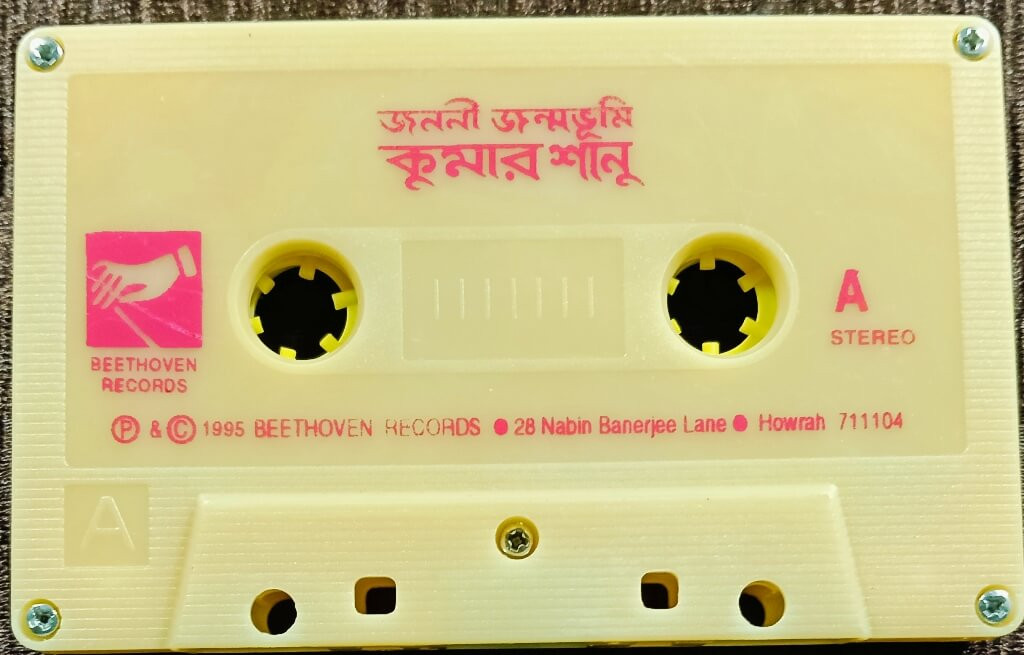 জননী জন্মভূমি
কুমার শানু
A
STEREO
BEETHOVEN
RECORDS
Ⓟ & © 1995 BEETHOVEN RECORDS ● 28 Nabin Banerjee Lane ● Howrah 711104
A